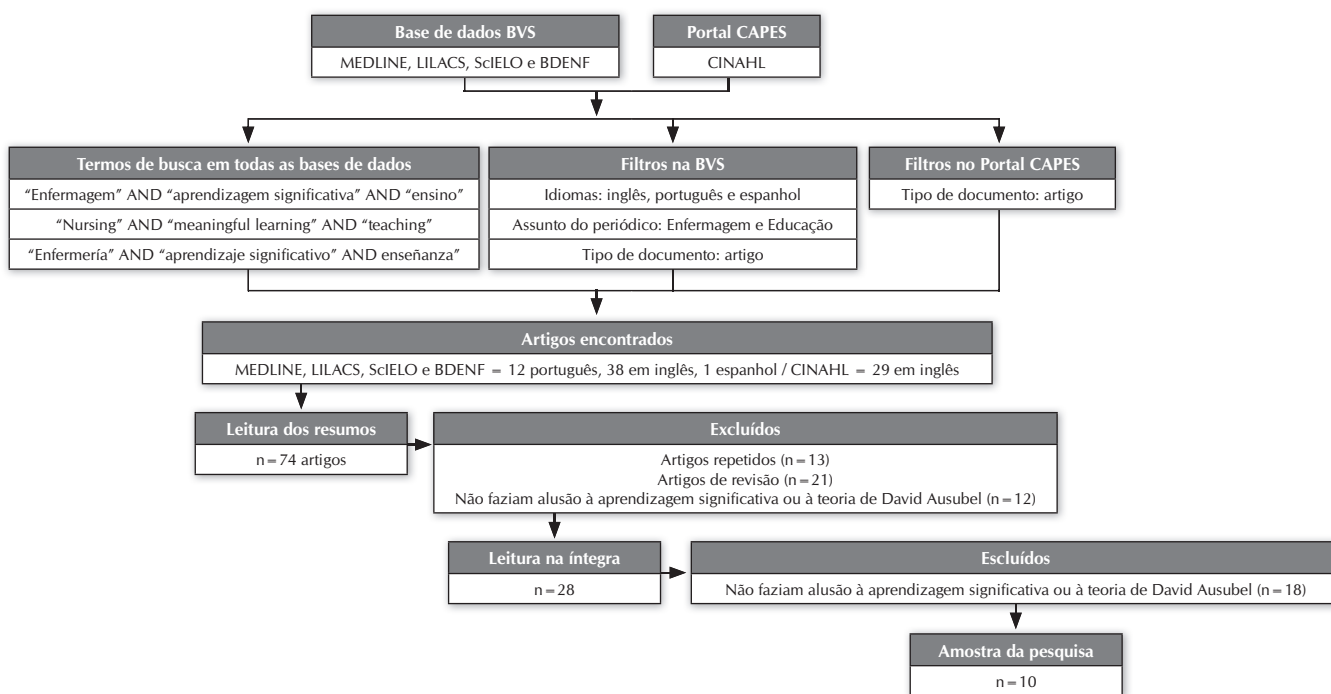 Base de dados BVS
MEDLINE, LILACS, ScIELO e BDENF
Portal CAPES
CINAHL
Termos de busca em todas as bases de dados
“Enfermagem” AND “aprendizagem significativa” AND “ensino”
“Nursing” AND “meaningful learning” AND “teaching”
“Enfermería” AND “aprendizaje significativo” AND enseñanza”
Filtros na BVS
Idiomas: inglês, português e espanhol
Assunto do periódico: Enfermagem e Educação
Tipo de documento: artigo
Filtros no Portal CAPES
Tipo de documento: artigo
Artigos encontrados
MEDLINE, LILACS, ScIELO e BDENF = 12 português, 38 em inglês, 1 espanhol / CINAHL = 29 em inglês
Leitura dos resumos
n = 74 artigos
Excluídos
Artigos repetidos (n = 13)
Artigos de revisão (n = 21)
Não faziam alusão à aprendizagem significativa ou à teoria de David Ausubel (n = 12)
Leitura na íntegra
n = 28
Escluídos
Não faziam alusão à aprendizagem significativa ou à teoria de David Ausubel (n = 18)
Amostra da pesquisa
n = 10